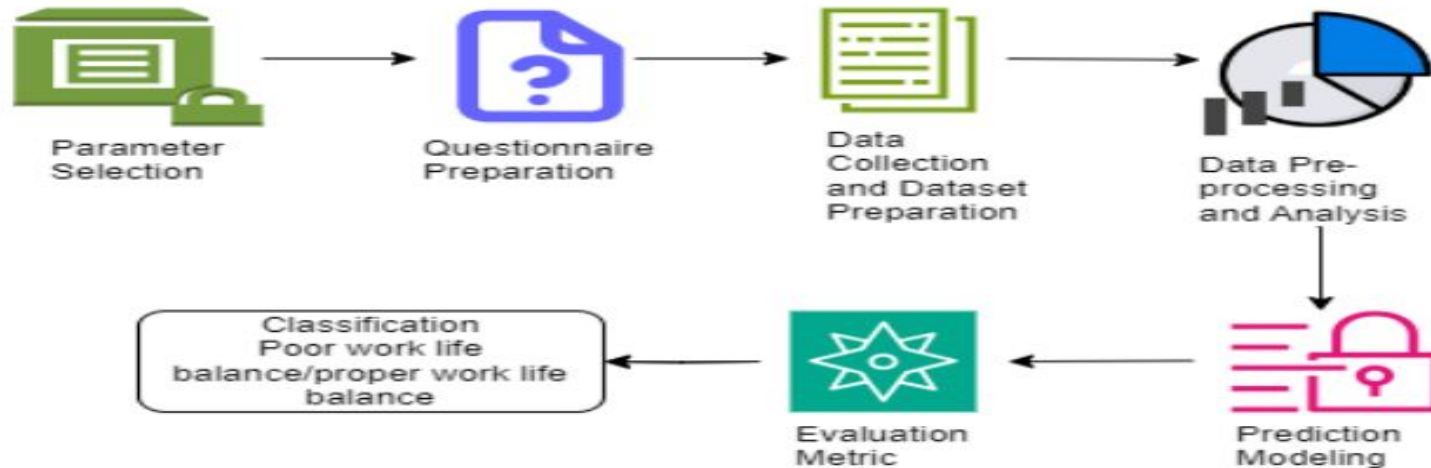 Parameter
Selection
Questionnaire
Preparation
Data
Collection
and Dataset
Preparation
Data Pre-
processing
and Analysis
Classification
Poor work life
balance/proper work life
balance
Evaluation
Metric
Prediction
Modeling